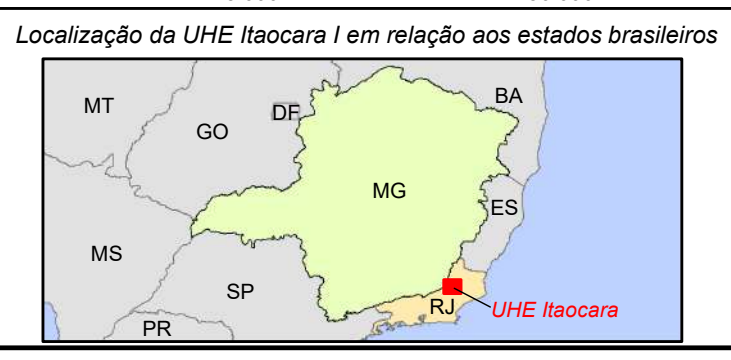 Localização da UHE Itaocara I em relação aos estados brasileiros
MT
GO
DF
BA
MG
ES
MS
SP
RJ
UHE Itaocara
PR